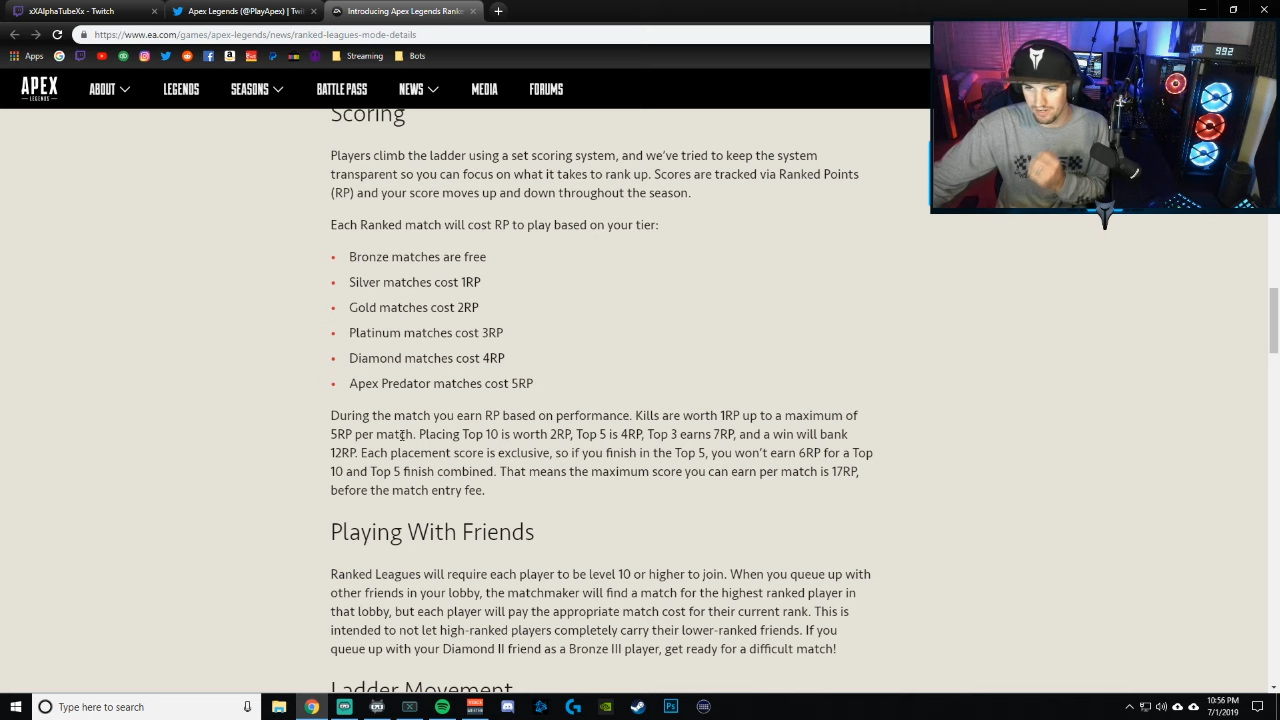 xXAlphaTubeXx - Twitch
Apex Legends (@PlayApex) | Twit
Introducing Apex Legends Ranke
https://www.ea.com/games/apex-legends/news/ranked-leagues-mode-details
Apps
Streaming
Bots
APEX
LEGENDS
ABOUT
LEGENDS
SEASONS
BATTLE PASS
NEWS
MEDIA
FORUMS
992
Scoring
Players climb the ladder using a set scoring system, and we've tried to keep the system
transparent so you can focus on what it takes to rank up. Scores are tracked via Ranked Points
(RP) and your score moves up and down throughout the season.
Each Ranked match will cost RP to play based on your tier:
• Bronze matches are free
• Silver matches cost 1RP
• Gold matches cost 2RP
• Platinum matches cost 3RP
• Diamond matches cost 4RP
• Apex Predator matches cost 5RP
During the match you earn RP based on performance. Kills are worth 1RP up to a maximum of
5RP per match. Placing Top 10 is worth 2RP, Top 5 is 4RP, Top 3 earns 7RP, and a win will bank
12RP. Each placement score is exclusive, so if you finish in the Top 5, you won't earn 6RP for a Top
10 and Top 5 finish combined. That means the maximum score you can earn per match is 17RP,
before the match entry fee.
Playing With Friends
Ranked Leagues will require each player to be level 10 or higher to join. When you queue up with
other friends in your lobby, the matchmaker will find a match for the highest ranked player in
that lobby, but each player will pay the appropriate match cost for their current rank. This is
intended to not let high-ranked players completely carry their lower-ranked friends. If you
queue up with your Diamond II friend as a Bronze III player, get ready for a difficult match!
Ladder Movement
Type here to search
10:56 PM
7/1/2019